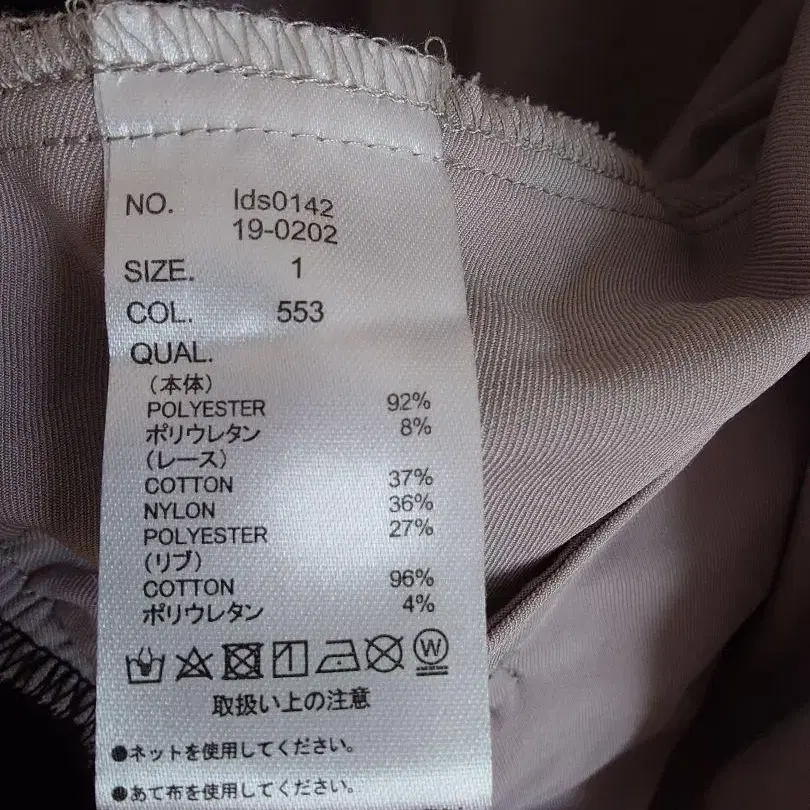 NO. lds0142
19-0202
SIZE. 1
COL. 553
QUAL.
(本体)
POLYESTER 92%
ポリウレタン 8%
(レース)
COTTON 37%
NYLON 36%
POLYESTER 27%
(リブ)
COTTON 96%
ポリウレタン 4%
W
取扱い上の注意
●ネットを使用してください。
●あて布を使用してください。